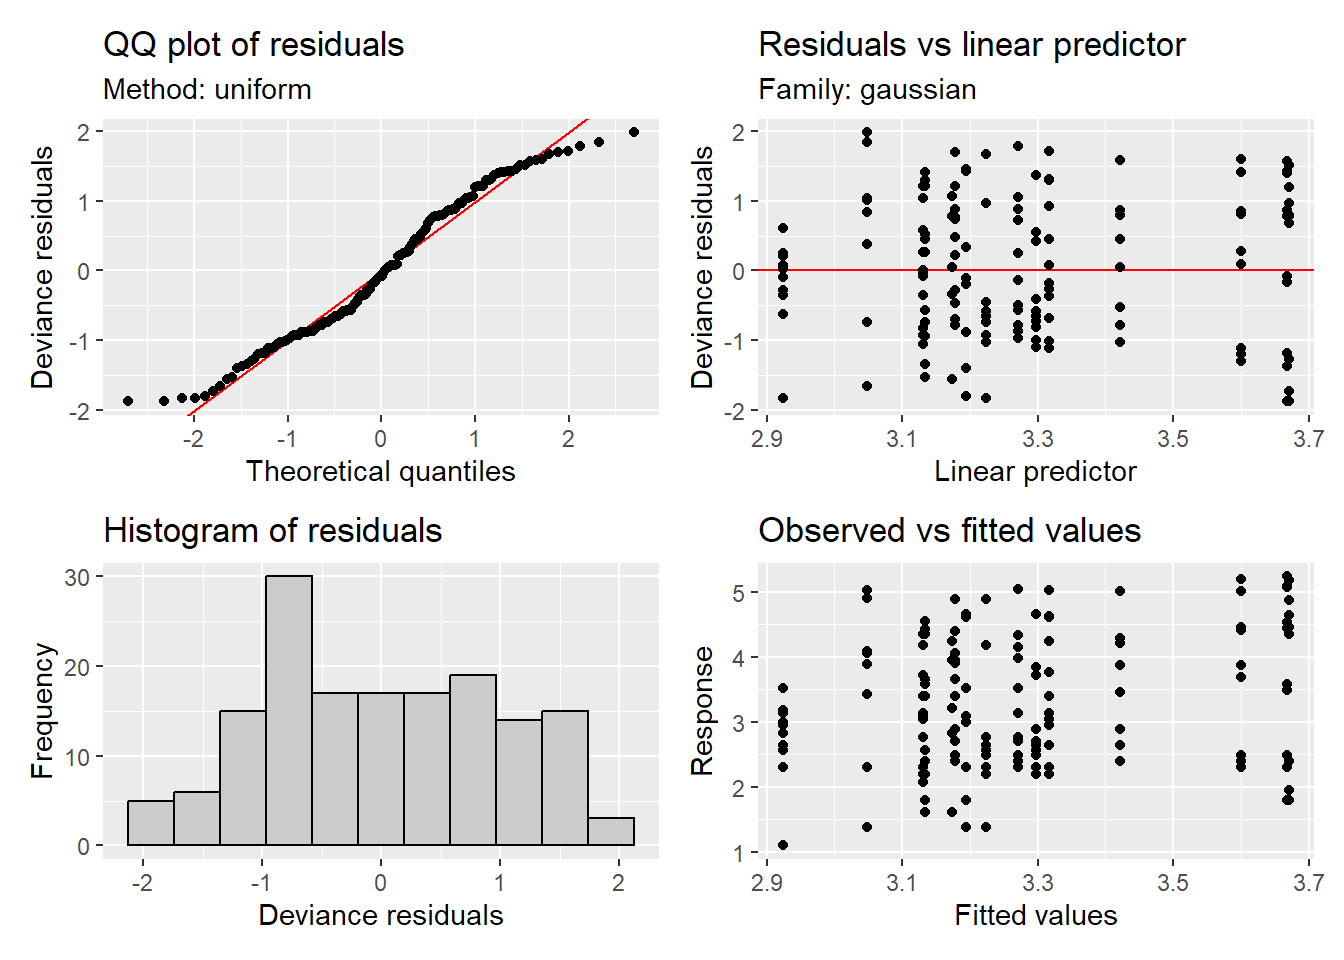 QQ plot of residuals
Method: uniform
Deviance residuals
2
1
0
-1
-2
-2 -1 0 1 2
Theoretical quantiles
Residuals vs linear predictor
Family: gaussian
Deviance residuals
2
1
0
-1
-2
2.9 3.1 3.3 3.5 3.7
Linear predictor
Histogram of residuals
Frequency
30
20
10
0
-2 -1 0 1 2
Deviance residuals
Observed vs fitted values
Response
5
4
3
2
1
2.9 3.1 3.3 3.5 3.7
Fitted values